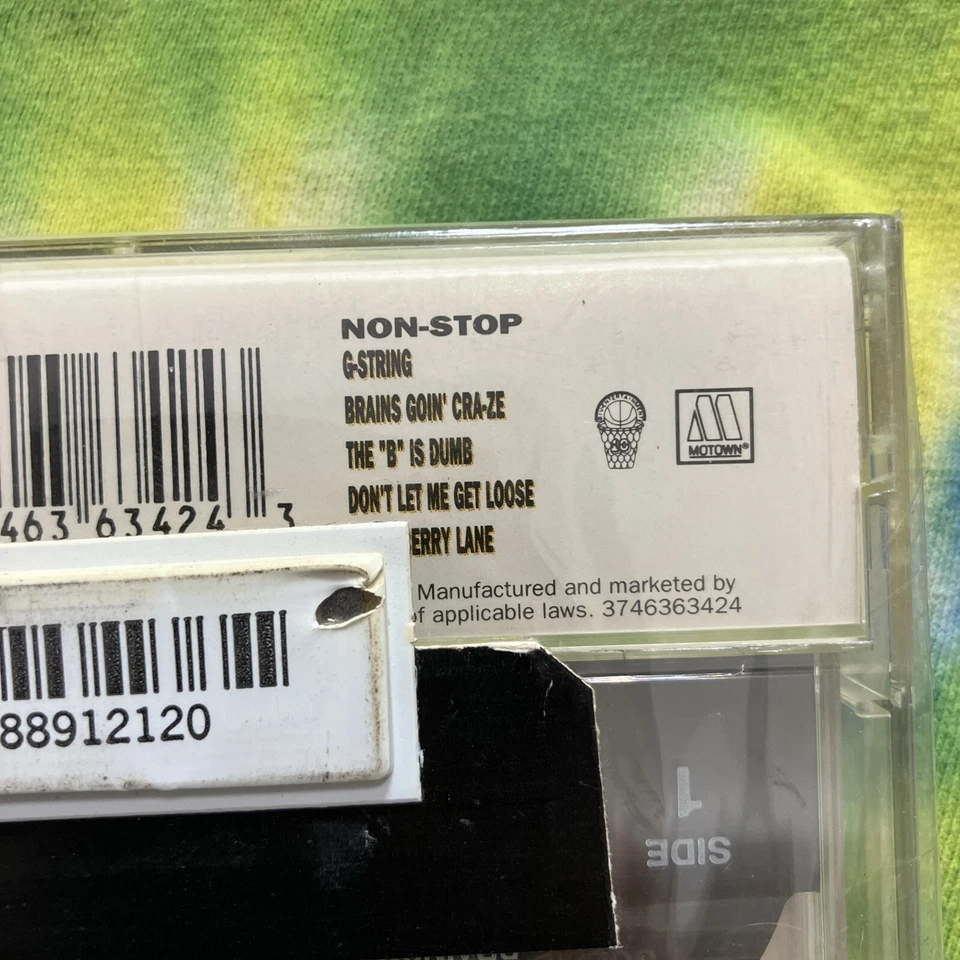 NON-STOP
G-STRING
BRAINS GOIN' CRA-ZE
THE "B" IS DUMB
DON'T LET ME GET LOOSE
ERRY LANE
MOTOWN®
463 63424 3
Manufactured and marketed by
of applicable laws. 3746363424
88912120
SIDE
1